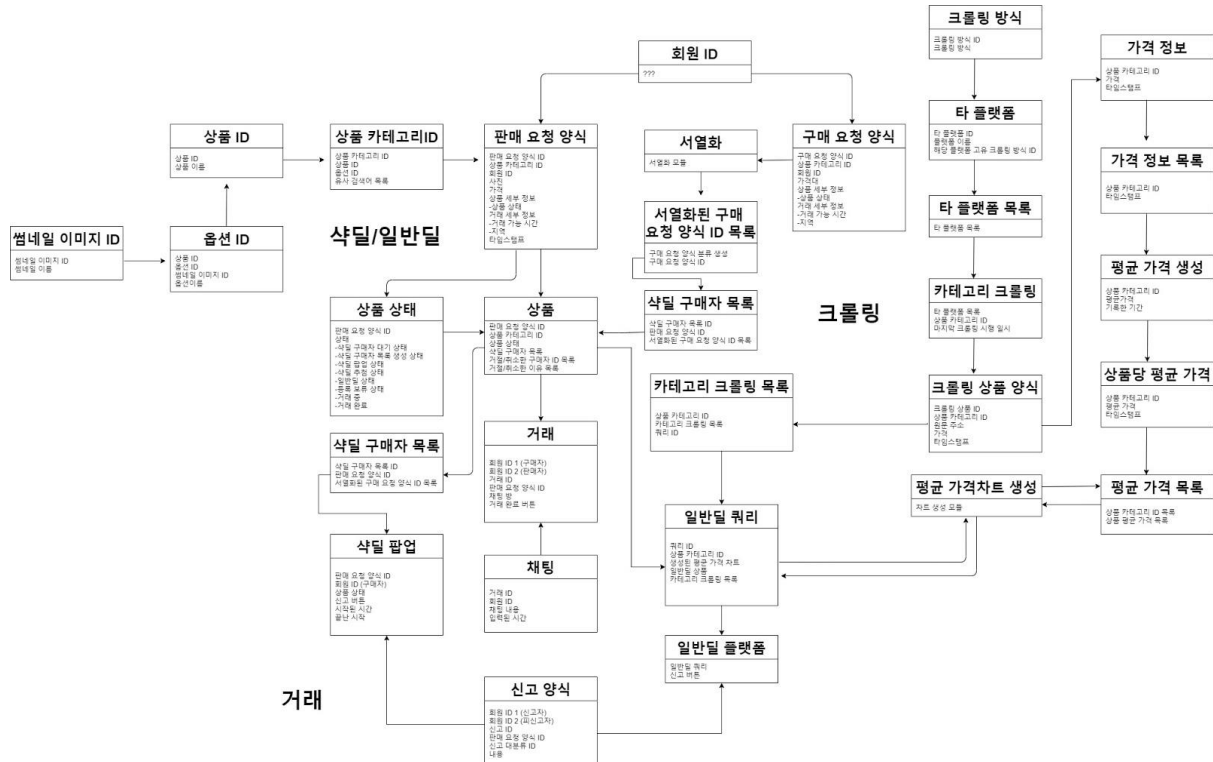 크롤링 방식
크롤링 방식 ID
크롤링 방식
회원 ID
???
가격 정보
상품 카테고리 ID
가격
타임스탬프
상품 ID
상품 ID
상품 이름
상품 카테고리ID
상품 카테고리 ID
상품 ID
옵션 ID
유사 검색어 목록
판매 요청 양식
판매 요청 양식 ID
상품 카테고리 ID
회원 ID
사진
가격
상품 세부 정보
-상품 상태
거래 세부 정보
-거래 가능 시간
-지역
타임스탬프
서열화
서열화 모듈
구매 요청 양식
구매 요청 양식 ID
상품 카테고리 ID
회원 ID
가격대
상품 세부 정보
-상품 상태
거래 세부 정보
-거래 가능 시간
-지역
타 플랫폼
타 플랫폼 ID
플랫폼 이름
해당 플랫폼 고유 크롤링 방식 ID
가격 정보 목록
상품 카테고리 ID
타임스탬프
썸네일 이미지 ID
썸네일 이미지 ID
썸네일 이름
옵션 ID
상품 ID
옵션 ID
썸네일 이미지 ID
옵션이름
샥딜/일반딜
서열화된 구매
요청 양식 ID 목록
구매 요청 양식 분류 생성
구매 요청 양식 ID
타 플랫폼 목록
타 플랫폼 목록
크롤링
평균 가격 생성
상품 카테고리 ID
평균가격
기록한 기간
상품 상태
판매 요청 양식 ID
상태
-샥딜 구매자 대기 상태
-샥딜 구매자 목록 생성 상태
-샥딜 팝업 상태
-샥딜 추첨 상태
-일반딜 상태
-등록 보류 상태
-거래 중
-거래 완료
상품
판매 요청 양식 ID
상품 카테고리 ID
상품 상태
샥딜 구매자 목록
거절/취소한 구매자 ID 목록
거절/취소한 이유 목록
샥딜 구매자 목록
샥딜 구매자 목록 ID
판매 요청 양식 ID
서열화된 구매 요청 양식 ID 목록
카테고리 크롤링
타 플랫폼 목록
상품 카테고리 ID
마지막 크롤링 시행 일시
상품당 평균 가격
상품 카테고리 ID
평균 가격
타임스탬프
카테고리 크롤링 목록
상품 카테고리 ID
카테고리 크롤링 목록
쿼리 ID
크롤링 상품 양식
크롤링 상품 ID
상품 카테고리 ID
원문 주소
가격
타임스탬프
샥딜 구매자 목록
샥딜 구매자 목록 ID
판매 요청 양식 ID
서열화된 구매 요청 양식 ID 목록
거래
회원 ID 1 (구매자)
회원 ID 2 (판매자)
거래 ID
판매 요청 양식 ID
채팅 방
거래 완료 버튼
평균 가격차트 생성
차트 생성 모듈
평균 가격 목록
상품 카테고리 ID 목록
상품 평균 가격 목록
일반딜 쿼리
쿼리 ID
상품 카테고리 ID
생성된 평균 가격 차트
일반딜 상품
카테고리 크롤링 목록
샥딜 팝업
판매 요청 양식 ID
회원 ID (구매자)
상품 상태
신고 버튼
시작된 시간
끝난 시작
채팅
거래 ID
회원 ID
채팅 내용
입력된 시간
일반딜 플랫폼
일반딜 쿼리
신고 버튼
거래
신고 양식
회원 ID 1 (신고자)
회원 ID 2 (피신고자)
신고 ID
판매 요청 양식 ID
신고 대분류 ID
내용